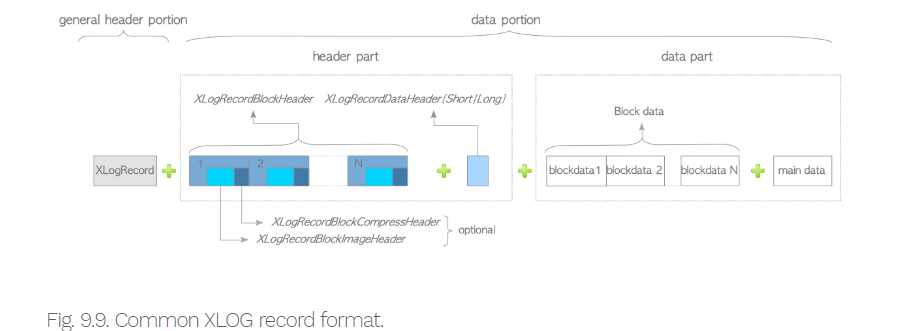 general header portion
data portion
header part
data part
XLogRecordBlockHeader
XLogRecordDataHeader{Short|Long}
Block data
1
2
N
XLogRecord
blockdata1
blockdata 2
blockdata N
main data
XLogRecordBlockCompressHeader
XLogRecordBlockImageHeader
optional
Fig. 9.9. Common XLOG record format.